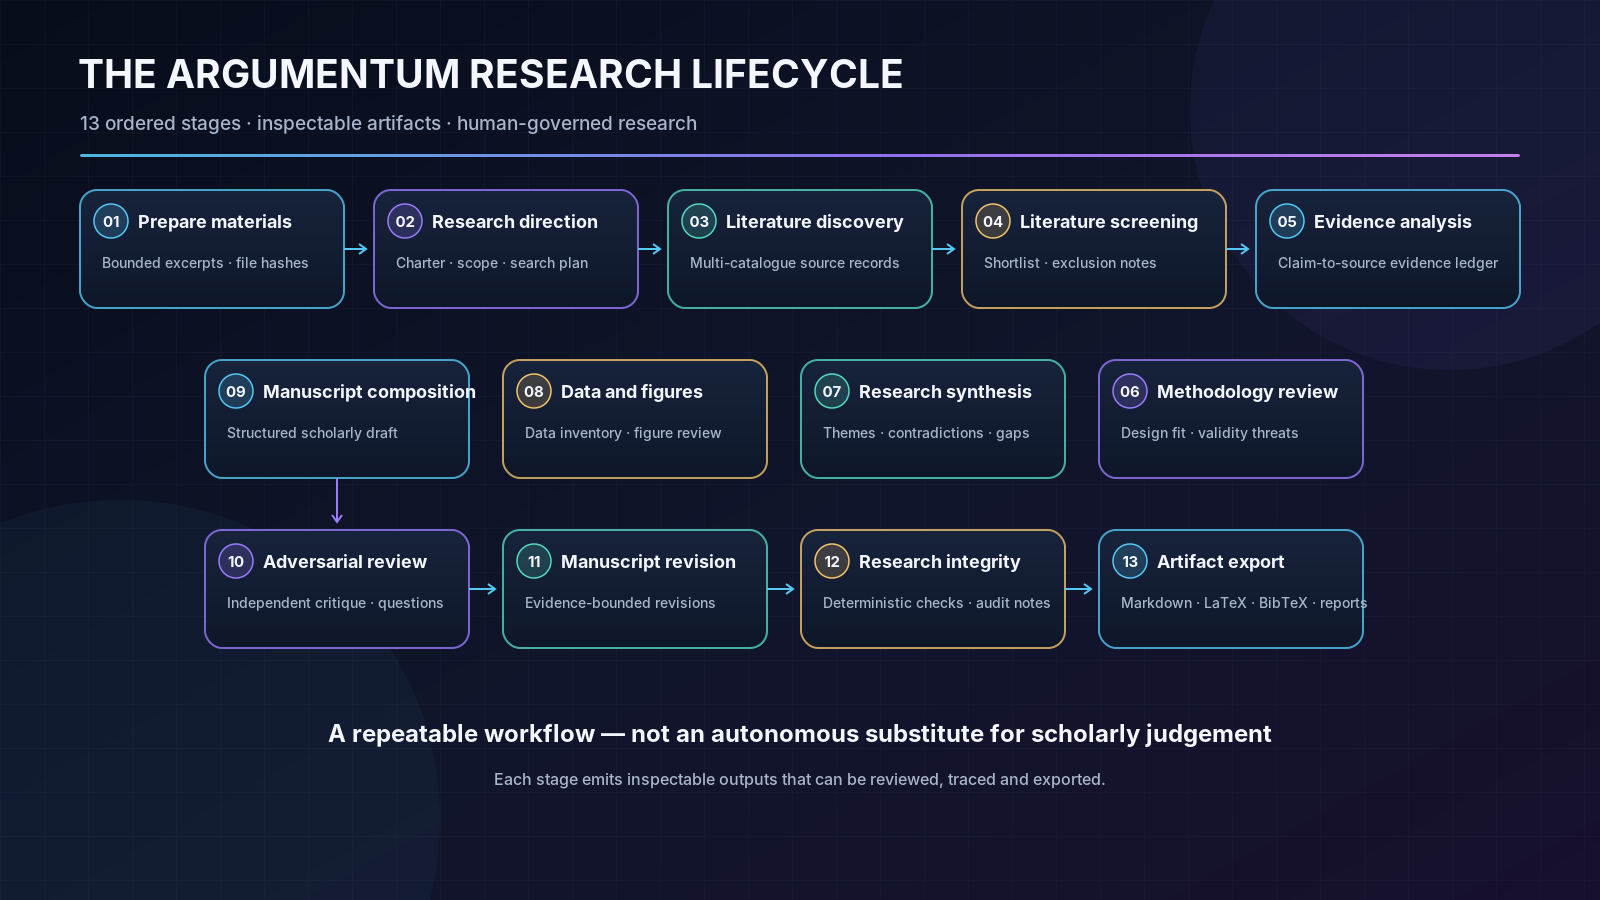 THE ARGUMENTUM RESEARCH LIFECYCLE
13 ordered stages · inspectable artifacts · human-governed research
01 Prepare materials
Bounded excerpts · file hashes
02 Research direction
Charter · scope · search plan
03 Literature discovery
Multi-catalogue source records
04 Literature screening
Shortlist · exclusion notes
05 Evidence analysis
Claim-to-source evidence ledger
09 Manuscript composition
Structured scholarly draft
08 Data and figures
Data inventory · figure review
07 Research synthesis
Themes · contradictions · gaps
06 Methodology review
Design fit · validity threats
10 Adversarial review
Independent critique · questions
11 Manuscript revision
Evidence-bounded revisions
12 Research integrity
Deterministic checks · audit notes
13 Artifact export
Markdown · LaTeX · BibTeX · reports
A repeatable workflow — not an autonomous substitute for scholarly judgement
Each stage emits inspectable outputs that can be reviewed, traced and exported.